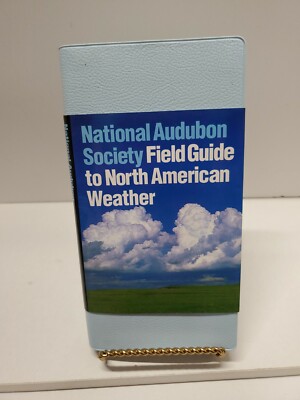 National Audubon
Society Field Guide
to North American
Weather